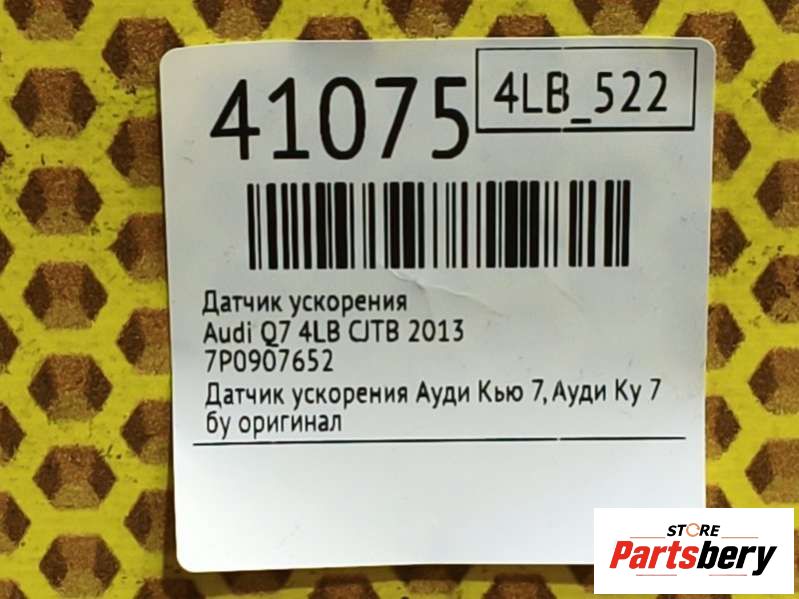 41075
4LB_522
Датчик ускорения
Audi Q7 4LB CJTB 2013
7P0907652
Датчик ускорения Ауди Кью 7, Ауди Ку 7
бу оригинал
STORE
Partsbery